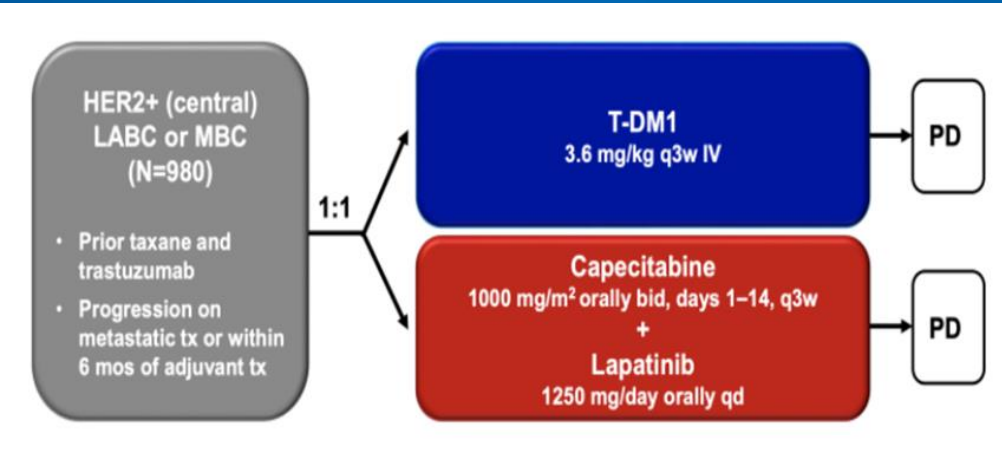 HER2+ (central)
LABC or MBC
(N=980)
• Prior taxane and
trastuzumab
• Progression on
metastatic tx or within
6 mos of adjuvant tx
1:1
T-DM1
3.6 mg/kg q3w IV
PD
Capecitabine
1000 mg/m² orally bid, days 1–14, q3w
+
Lapatinib
1250 mg/day orally qd
PD